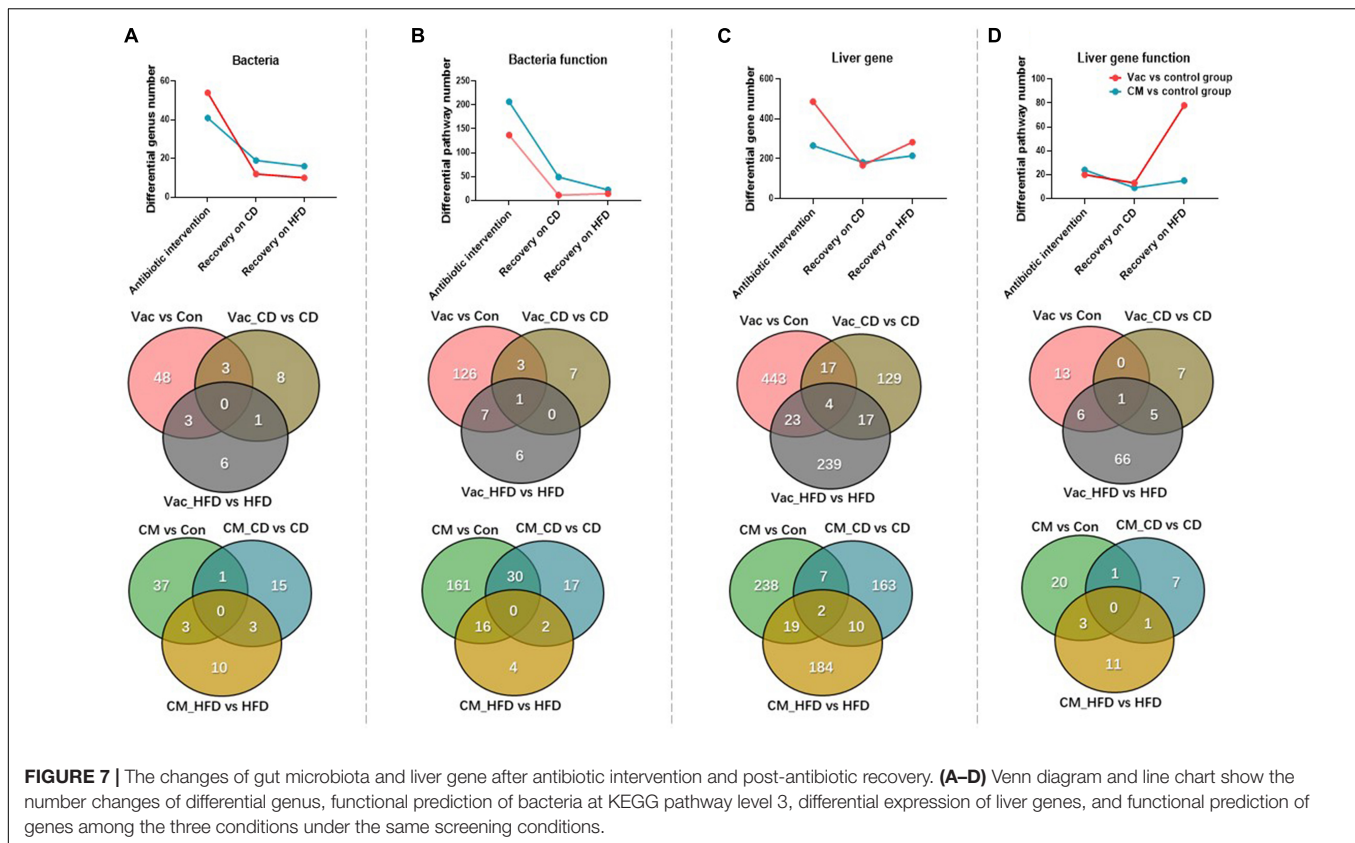 A
Bacteria
Differential genus number
60
40
20
0
Antibiotic intervention
Recovery on CD
Recovery on HFD
Vac vs Con
Vac_CD vs CD
48
3
8
0
3
1
6
Vac_HFD vs HFD
CM vs Con
CM_CD vs CD
37
1
15
0
3
3
10
CM_HFD vs HFD
B
Bacteria function
Differential pathway number
250
200
150
100
50
0
Antibiotic intervention
Recovery on CD
Recovery on HFD
Vac vs Con
Vac_CD vs CD
126
3
7
1
7
0
6
Vac_HFD vs HFD
CM vs Con
CM_CD vs CD
161
30
17
0
16
2
4
CM_HFD vs HFD
C
Liver gene
Differential gene number
600
400
200
0
Antibiotic intervention
Recovery on CD
Recovery on HFD
Vac vs Con
Vac_CD vs CD
443
17
129
4
23
17
239
Vac_HFD vs HFD
CM vs Con
CM_CD vs CD
238
7
163
2
19
10
184
CM_HFD vs HFD
D
Liver gene function
Vac vs control group
CM vs control group
Differential pathway number
100
80
60
40
20
0
Antibiotic intervention
Recovery on CD
Recovery on HFD
Vac vs Con
Vac_CD vs CD
13
0
7
1
6
5
66
Vac_HFD vs HFD
CM vs Con
CM_CD vs CD
20
1
7
0
3
1
11
CM_HFD vs HFD
FIGURE 7 | The changes of gut microbiota and liver gene after antibiotic intervention and post-antibiotic recovery. (A–D) Venn diagram and line chart show the
number changes of differential genus, functional prediction of bacteria at KEGG pathway level 3, differential expression of liver genes, and functional prediction of
genes among the three conditions under the same screening conditions.